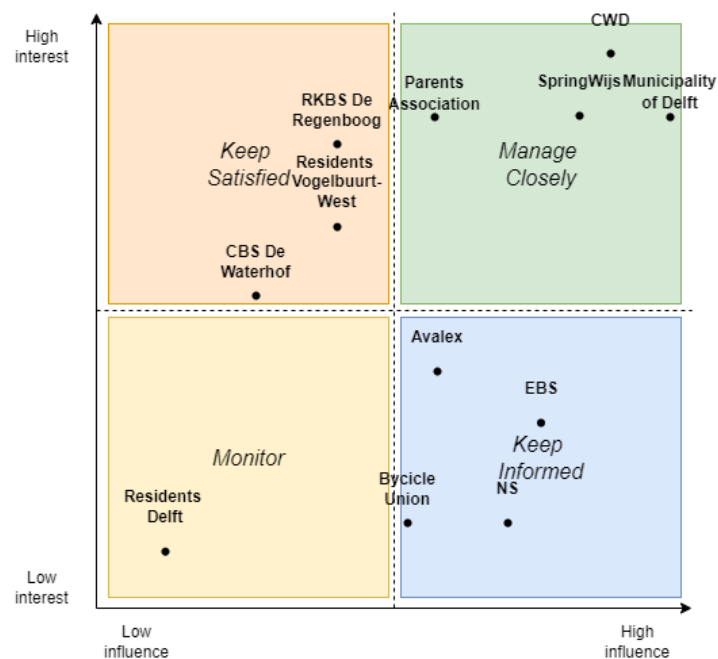 High
interest
CWD
RKBS De
Regenboog
Parents
Association
SpringWijs
Municipality
of Delft
Keep
Satisfied
Residents
Vogelbuurt-
West
Manage
Closely
CBS De
Waterhof
Avalex
EBS
Monitor
Keep
Informed
Bycicle
Union
NS
Residents
Delft
Low
interest
Low
influence
High
influence